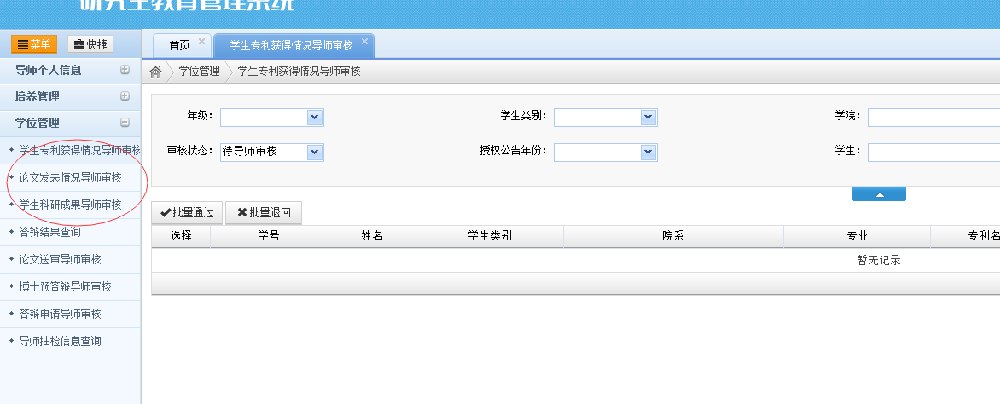 研究生教育管理系统
菜单 快捷
首页 学生专利获得情况导师审核
导师个人信息
学位管理 学生专利获得情况导师审核
培养管理
年级： 学生类别： 学院：
学位管理
审核状态： 待导师审核 授权公告年份： 学生：
学生专利获得情况导师审核
论文发表情况导师审核
学生科研成果导师审核
批量通过 批量退回
选择 学号 姓名 学生类别 院系 专业 专利名
答辩结果查询
暂无记录
论文送审导师审核
博士预答辩导师审核
答辩申请导师审核
导师抽检信息查询